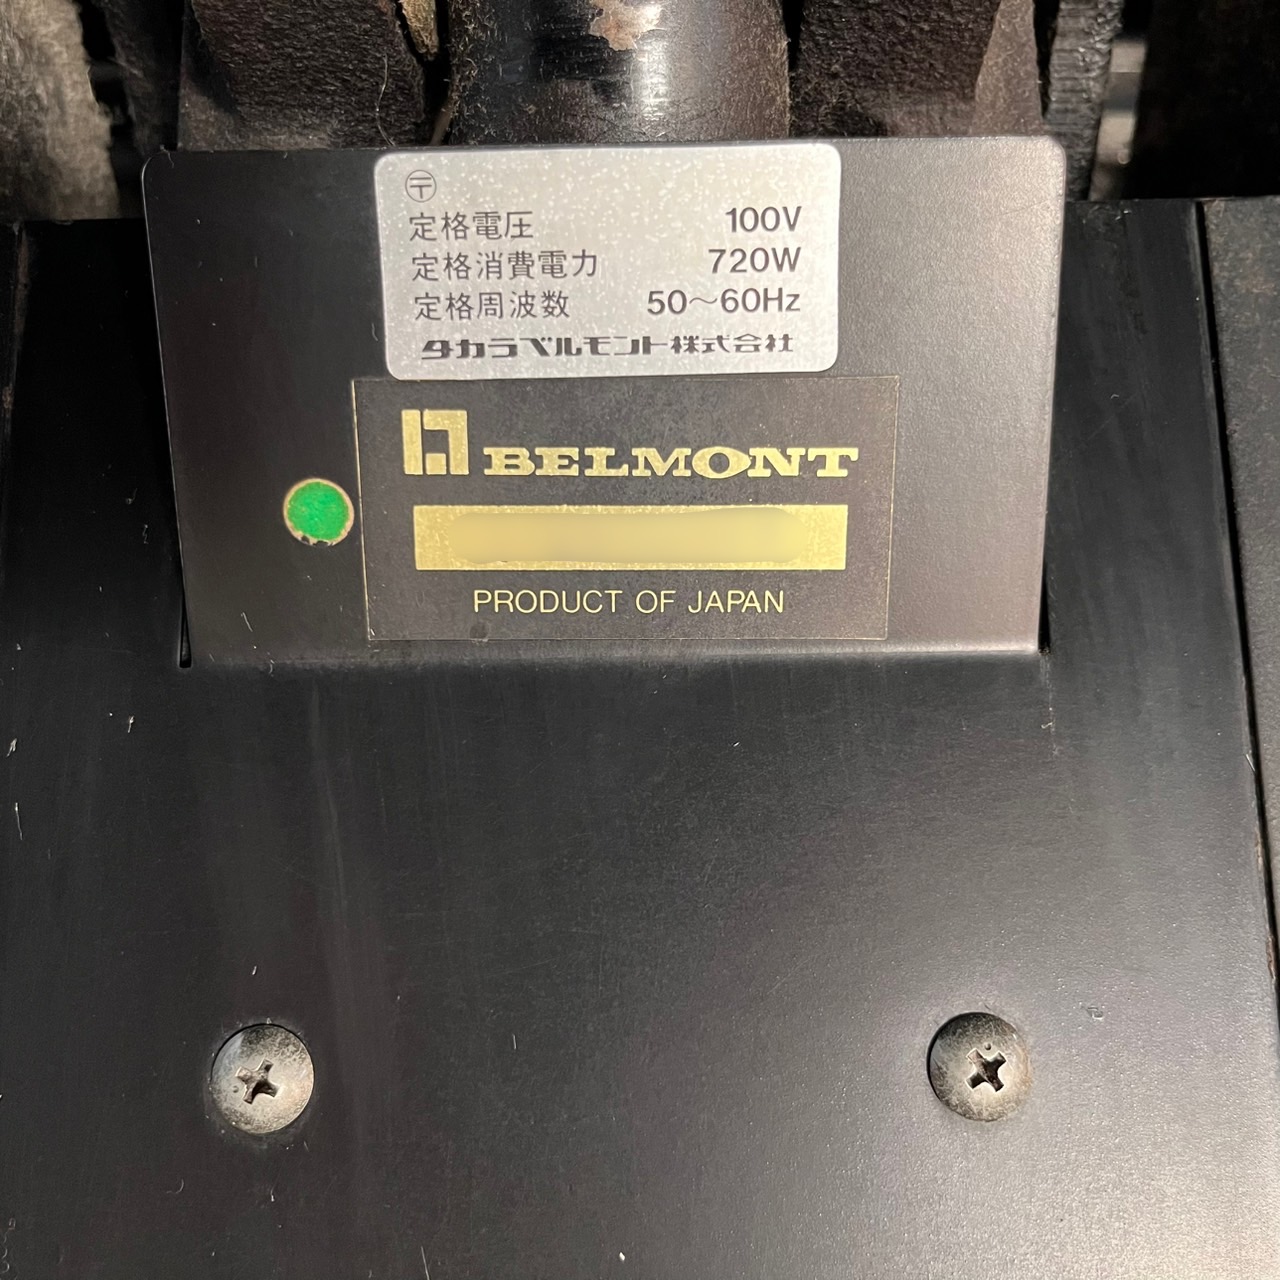 〒
定格電圧 100V
定格消費電力 720W
定格周波数 50～60Hz
タカラベルモント株式会社
BELMONT
PRODUCT OF JAPAN